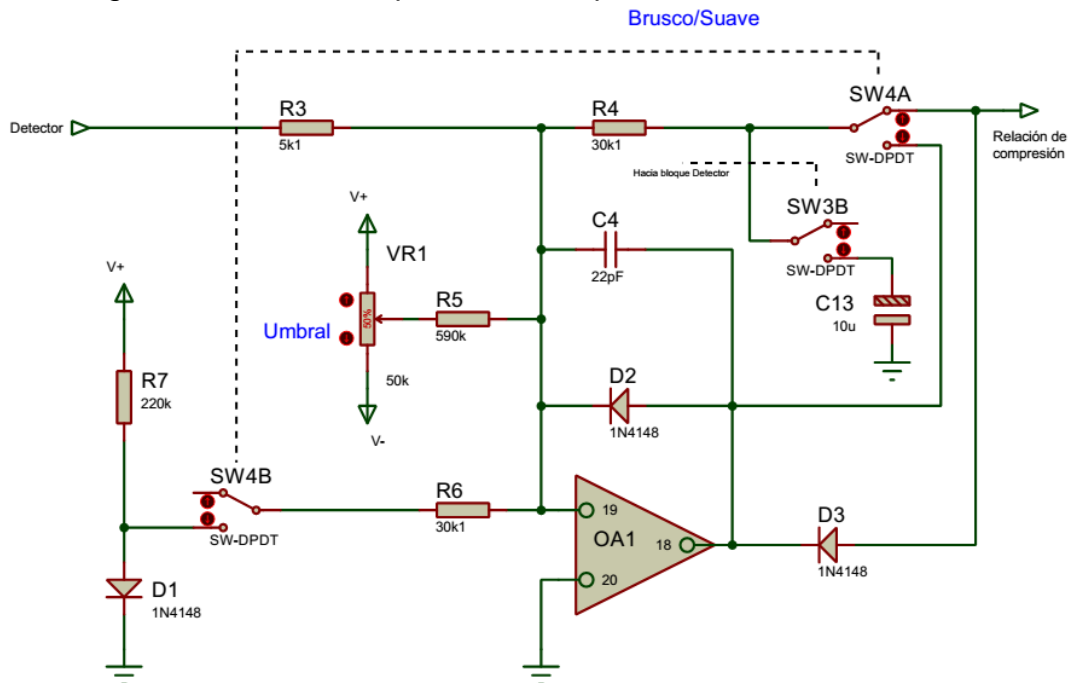 Brusco/Suave
SW4A
R3
R4
Detector
5k1
30k1
Relación de
compresión
SW-DPDT
Hacia bloque Detector
V+
SW3B
C4
VR1
22pF
SW-DPDT
V+
R5
C13
50%
Umbral
590k
10u
R7
50k
D2
220k
V-
1N4148
SW4B
R6
19
D3
OA1
18
SW-DPDT
30k1
20
1N4148
D1
1N4148